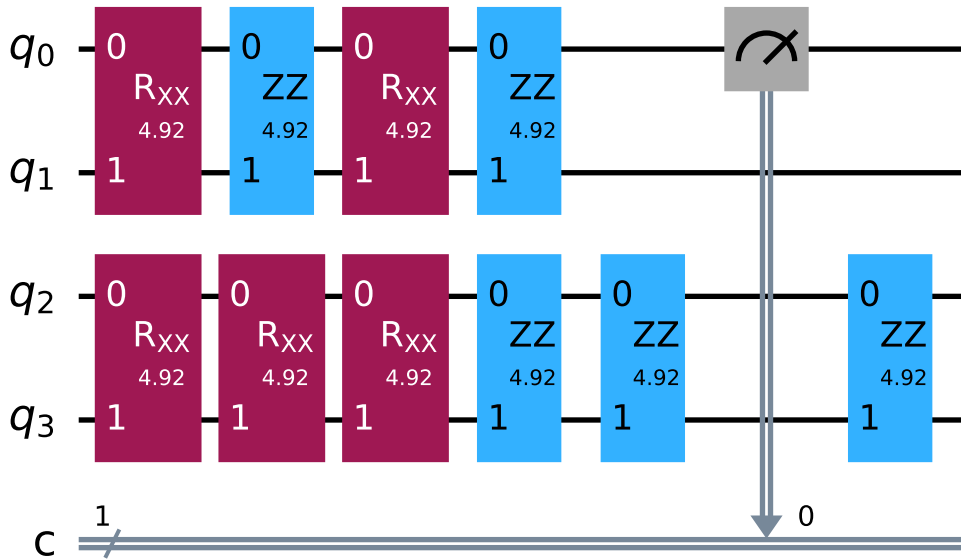 q0 0 0 0 0
RXX ZZ RXX ZZ
4.92 4.92 4.92 4.92
q1 1 1 1 1
q2 0 0 0 0 0 0
RXX RXX RXX ZZ ZZ ZZ
4.92 4.92 4.92 4.92 4.92 4.92
q3 1 1 1 1 1 1
1 0
c